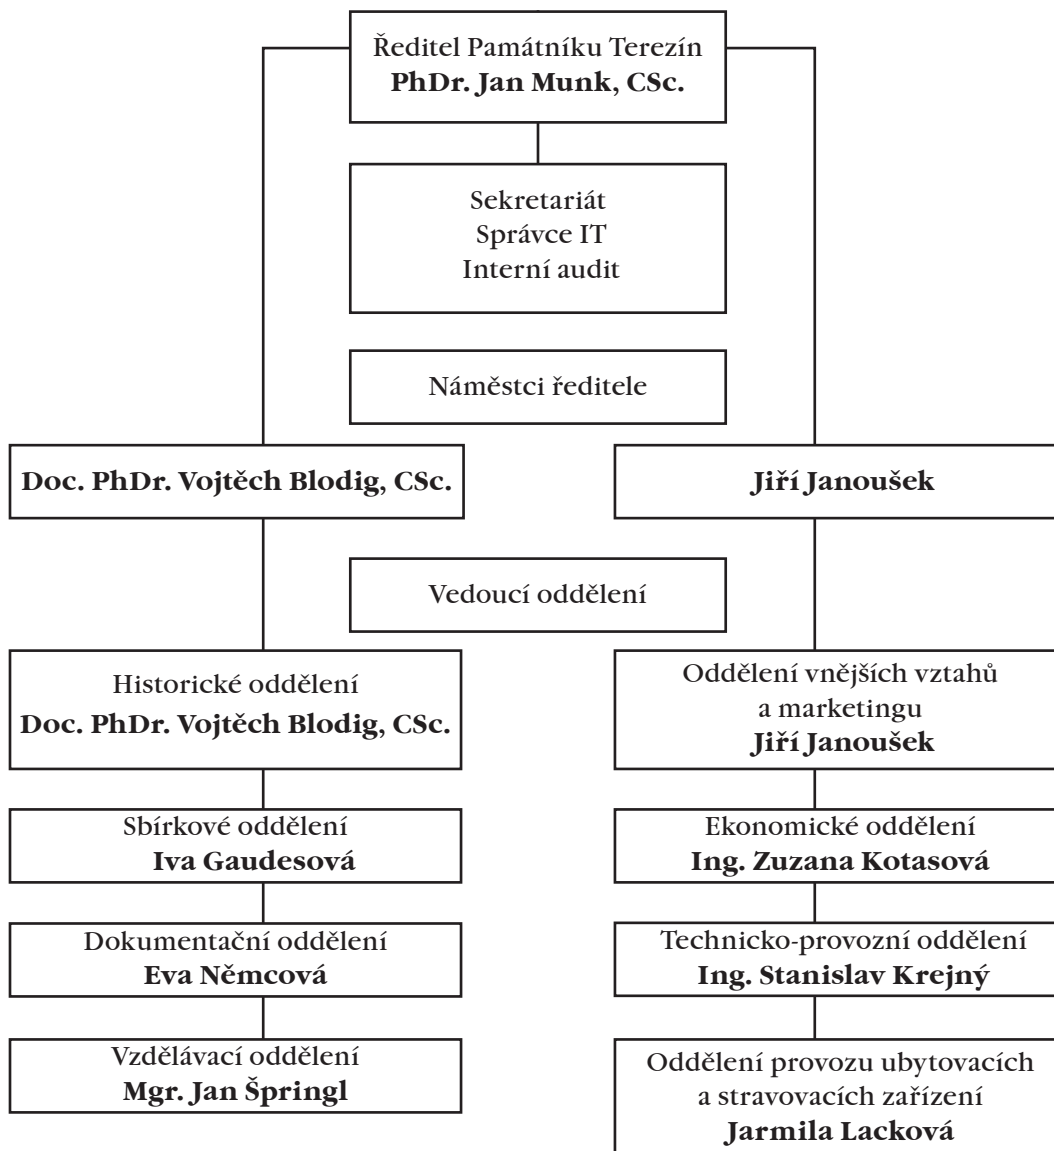 Ředitel Památníku Terezín
PhDr. Jan Munk, CSc.
Sekretariát
Správce IT
Interní audit
Náměstci ředitele
Doc. PhDr. Vojtěch Blodig, CSc.
Jiří Janoušek
Vedoucí oddělení
Historické oddělení
Doc. PhDr. Vojtěch Blodig, CSc.
Oddělení vnějších vztahů
a marketingu
Jiří Janoušek
Sbírkové oddělení
Iva Gaudesová
Ekonomické oddělení
Ing. Zuzana Kotasová
Dokumentační oddělení
Eva Němcová
Technicko-provozní oddělení
Ing. Stanislav Krejný
Vzdělávací oddělení
Mgr. Jan Špringl
Oddělení provozu ubytovacích
a stravovacích zařízení
Jarmila Lacková